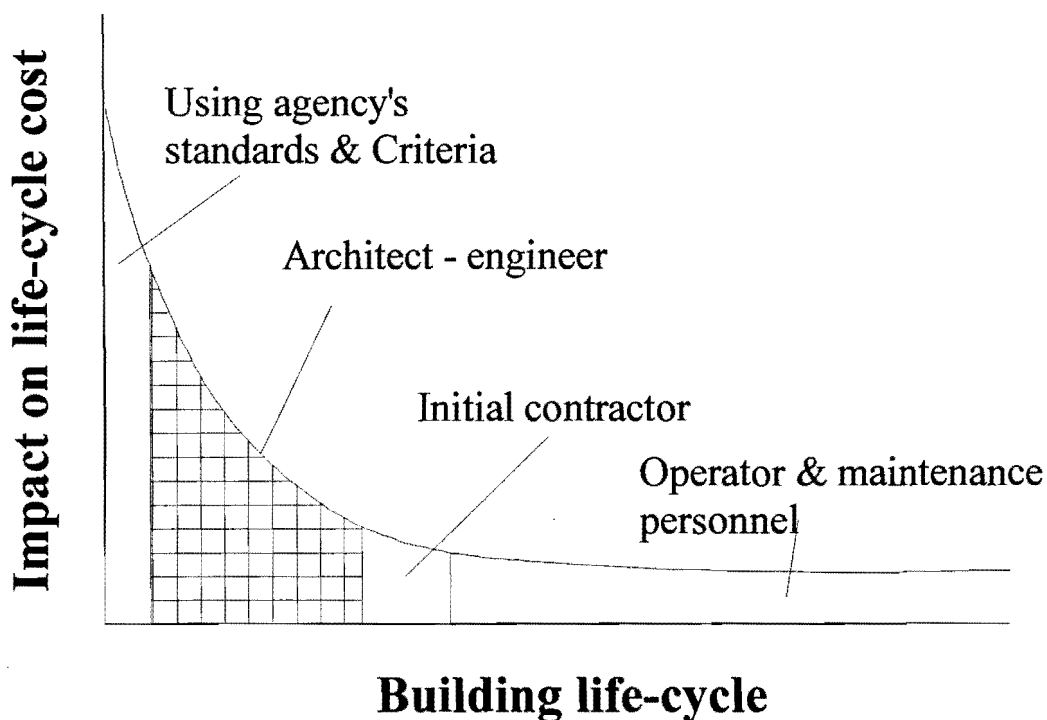 Impact on life-cycle cost
Using agency's
standards & Criteria
Architect - engineer
Initial contractor
Operator & maintenance
personnel
Building life-cycle